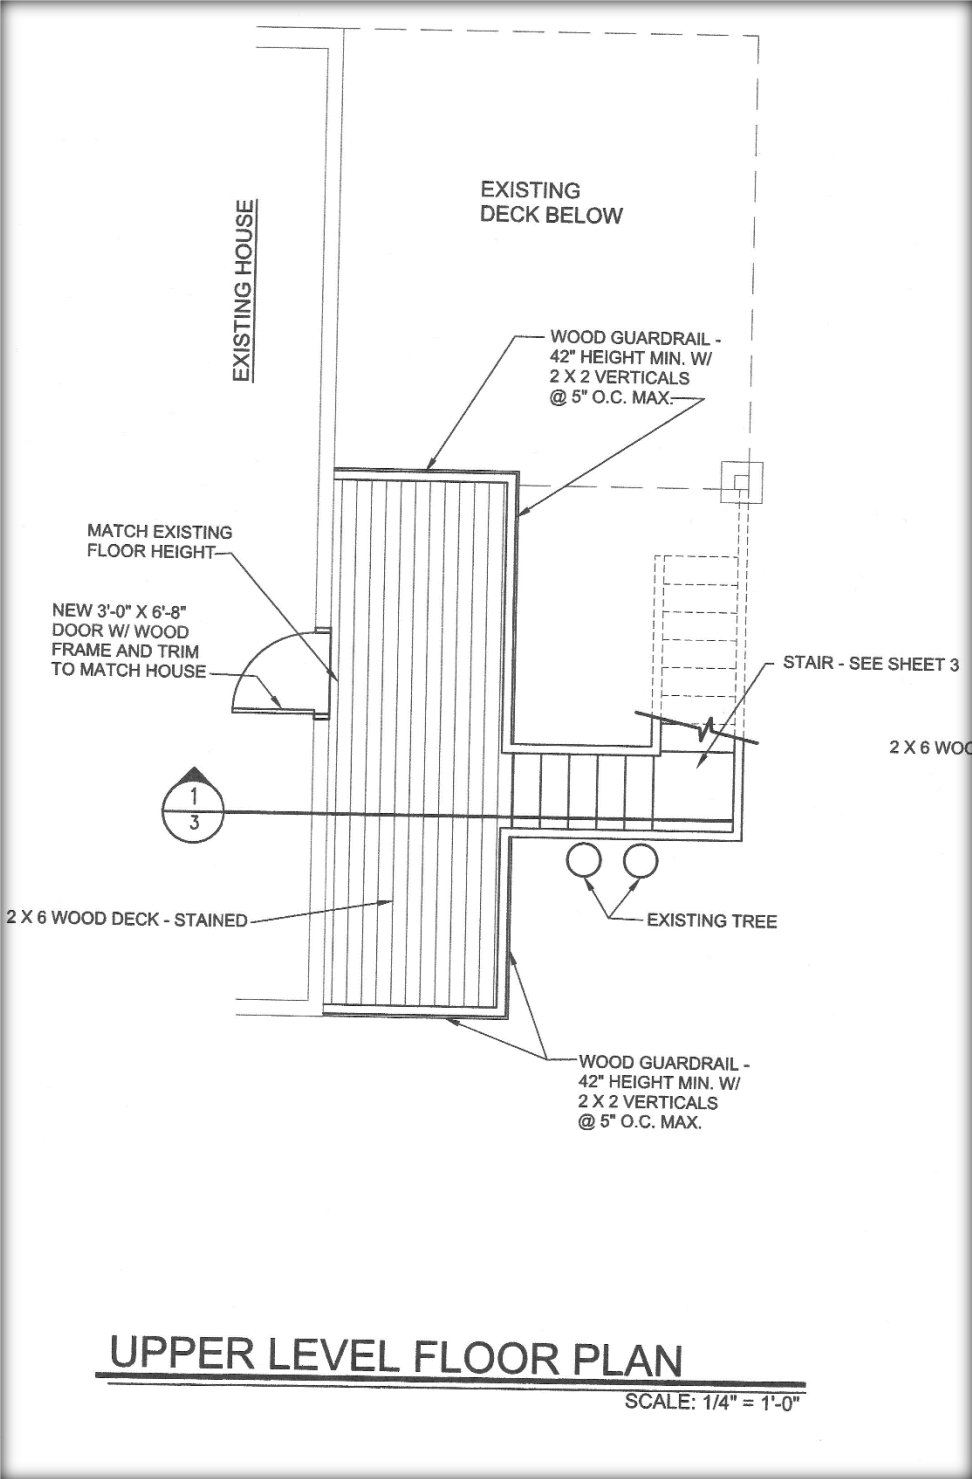 EXISTING
DECK BELOW
EXISTING HOUSE
WOOD GUARDRAIL -
42" HEIGHT MIN. W/
2 X 2 VERTICALS
@ 5" O.C. MAX.
MATCH EXISTING
FLOOR HEIGHT
NEW 3'-0" X 6'-8"
DOOR W/ WOOD
FRAME AND TRIM
TO MATCH HOUSE
STAIR - SEE SHEET 3
2 X 6 WOO
1
3
2 X 6 WOOD DECK - STAINED
EXISTING TREE
WOOD GUARDRAIL -
42" HEIGHT MIN. W/
2 X 2 VERTICALS
@ 5" O.C. MAX.
UPPER LEVEL FLOOR PLAN
SCALE: 1/4" = 1'-0"